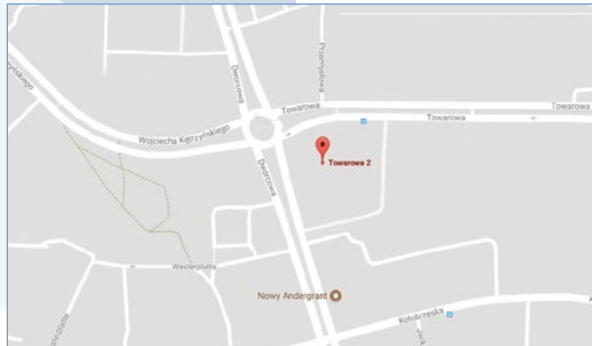 Przemysłowa
Dworcowa
Towarowa
Towarowa
Towarowa
Wojciecha Kętrzyńskiego
Towarowa 2
Dworcowa
Westerplatte
Nowy Andergrant
Kołobrzeska